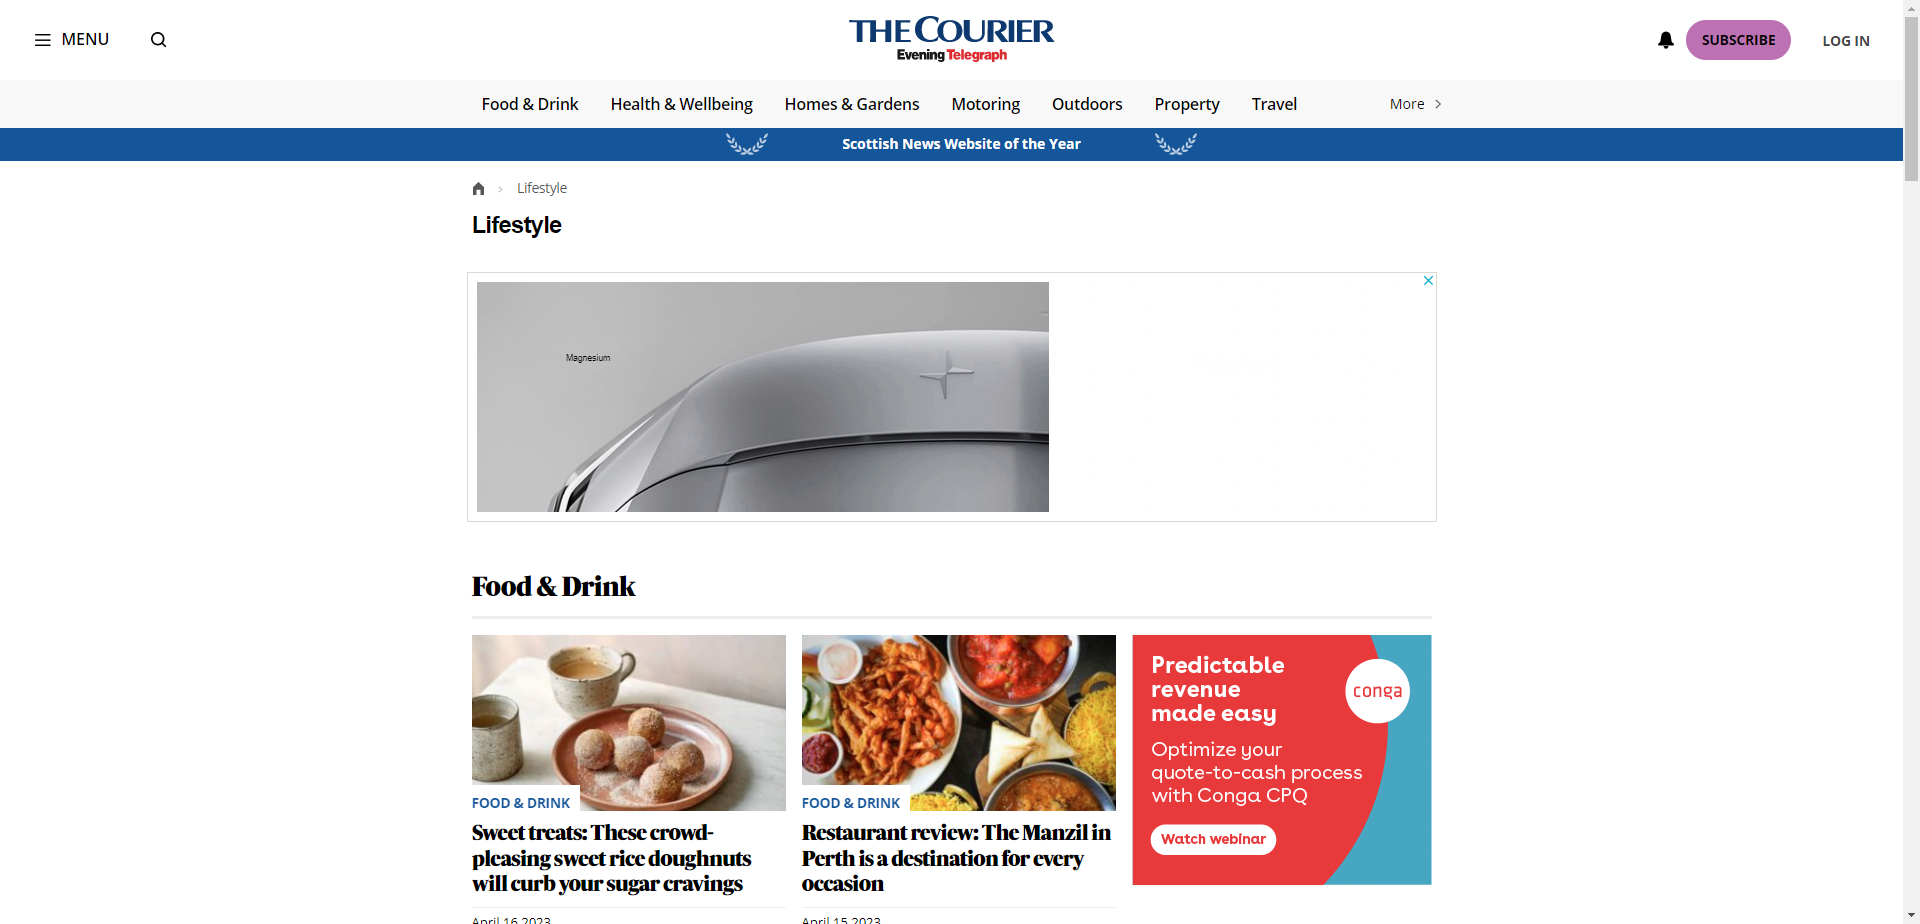 MENU
THE COURIER
Evening Telegraph
SUBSCRIBE
LOG IN
Food & Drink
Health & Wellbeing
Homes & Gardens
Motoring
Outdoors
Property
Travel
More
Scottish News Website of the Year
Lifestyle
Lifestyle
Magnesium
Food & Drink
FOOD & DRINK
Sweet treats: These crowd-
pleasing sweet rice doughnuts
will curb your sugar cravings
April 16 2023
FOOD & DRINK
Restaurant review: The Manzil in
Perth is a destination for every
occasion
April 15 2023
Predictable
revenue
made easy
conga
Optimize your
quote-to-cash process
with Conga CPQ
Watch webinar